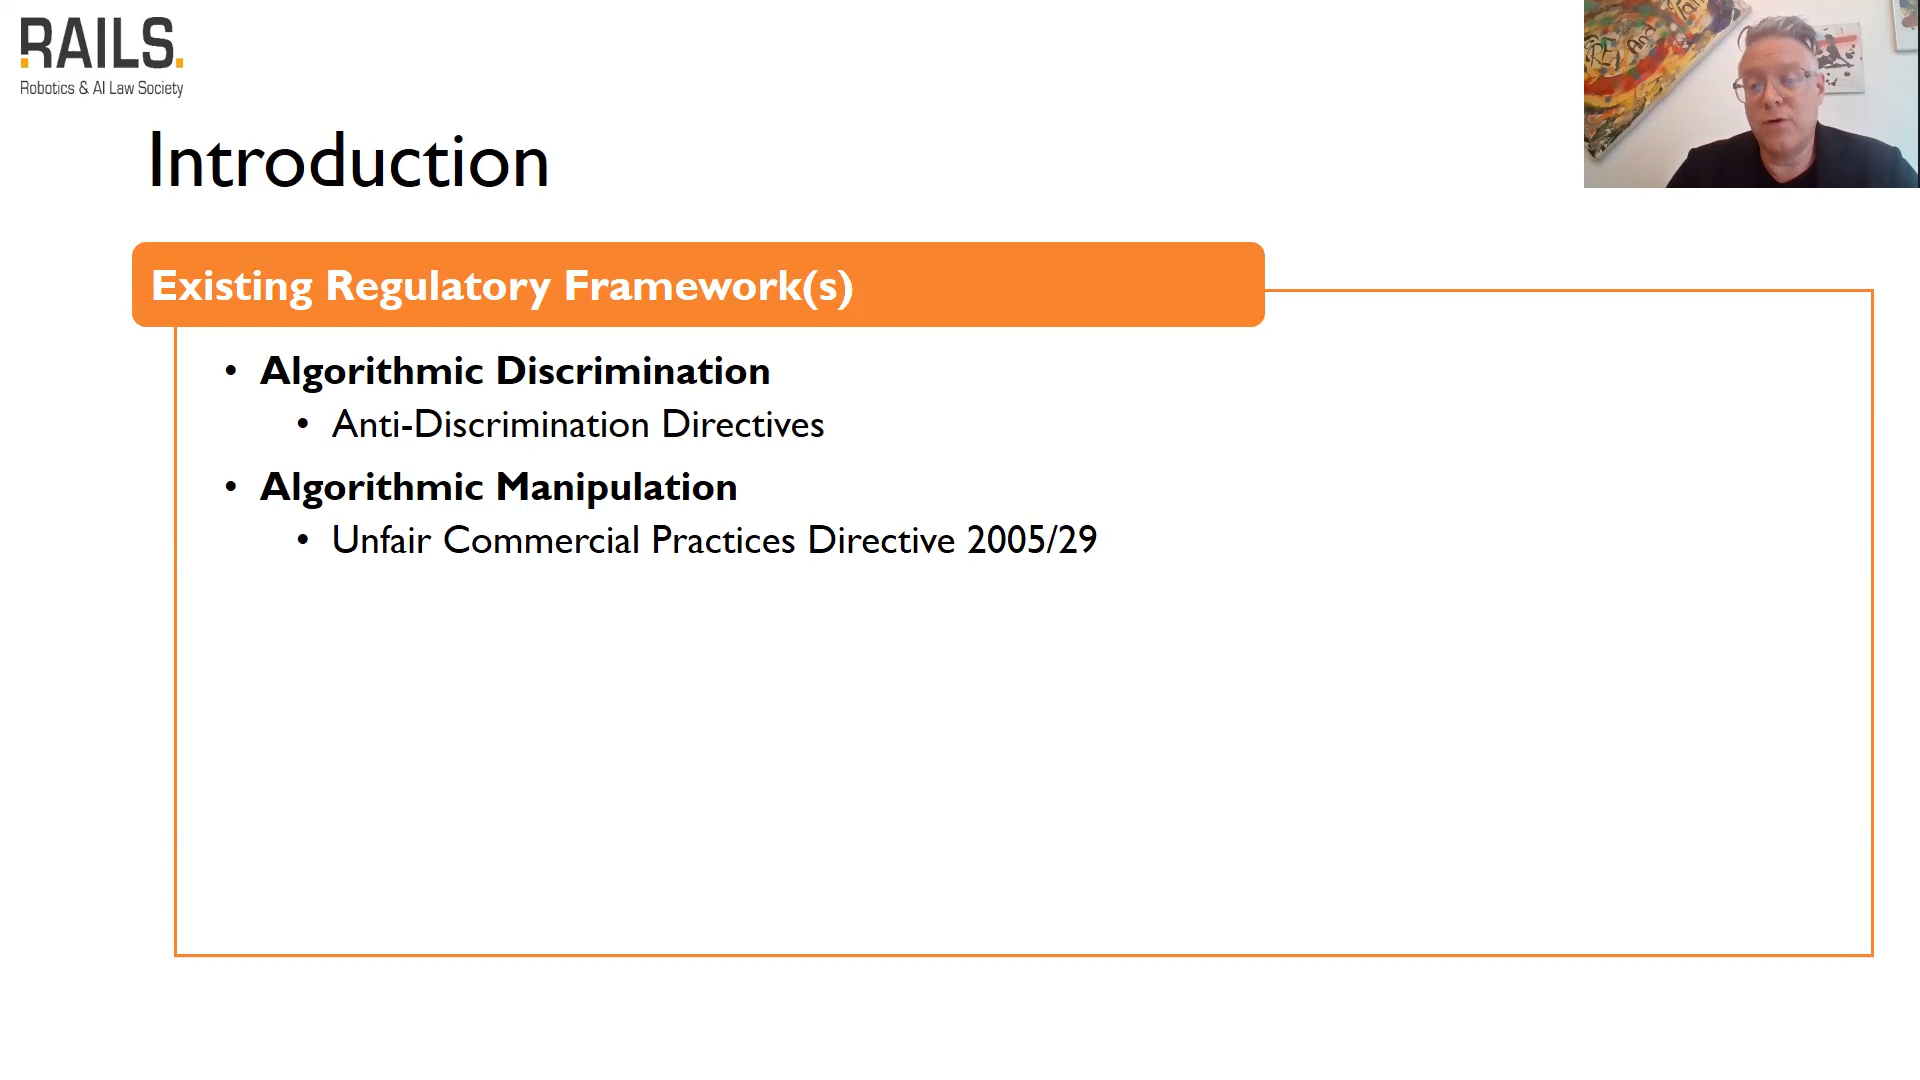 RAILS.
Robotics & AI Law Society
Introduction
Existing Regulatory Framework(s)
• Algorithmic Discrimination
• Anti-Discrimination Directives
• Algorithmic Manipulation
• Unfair Commercial Practices Directive 2005/29
And